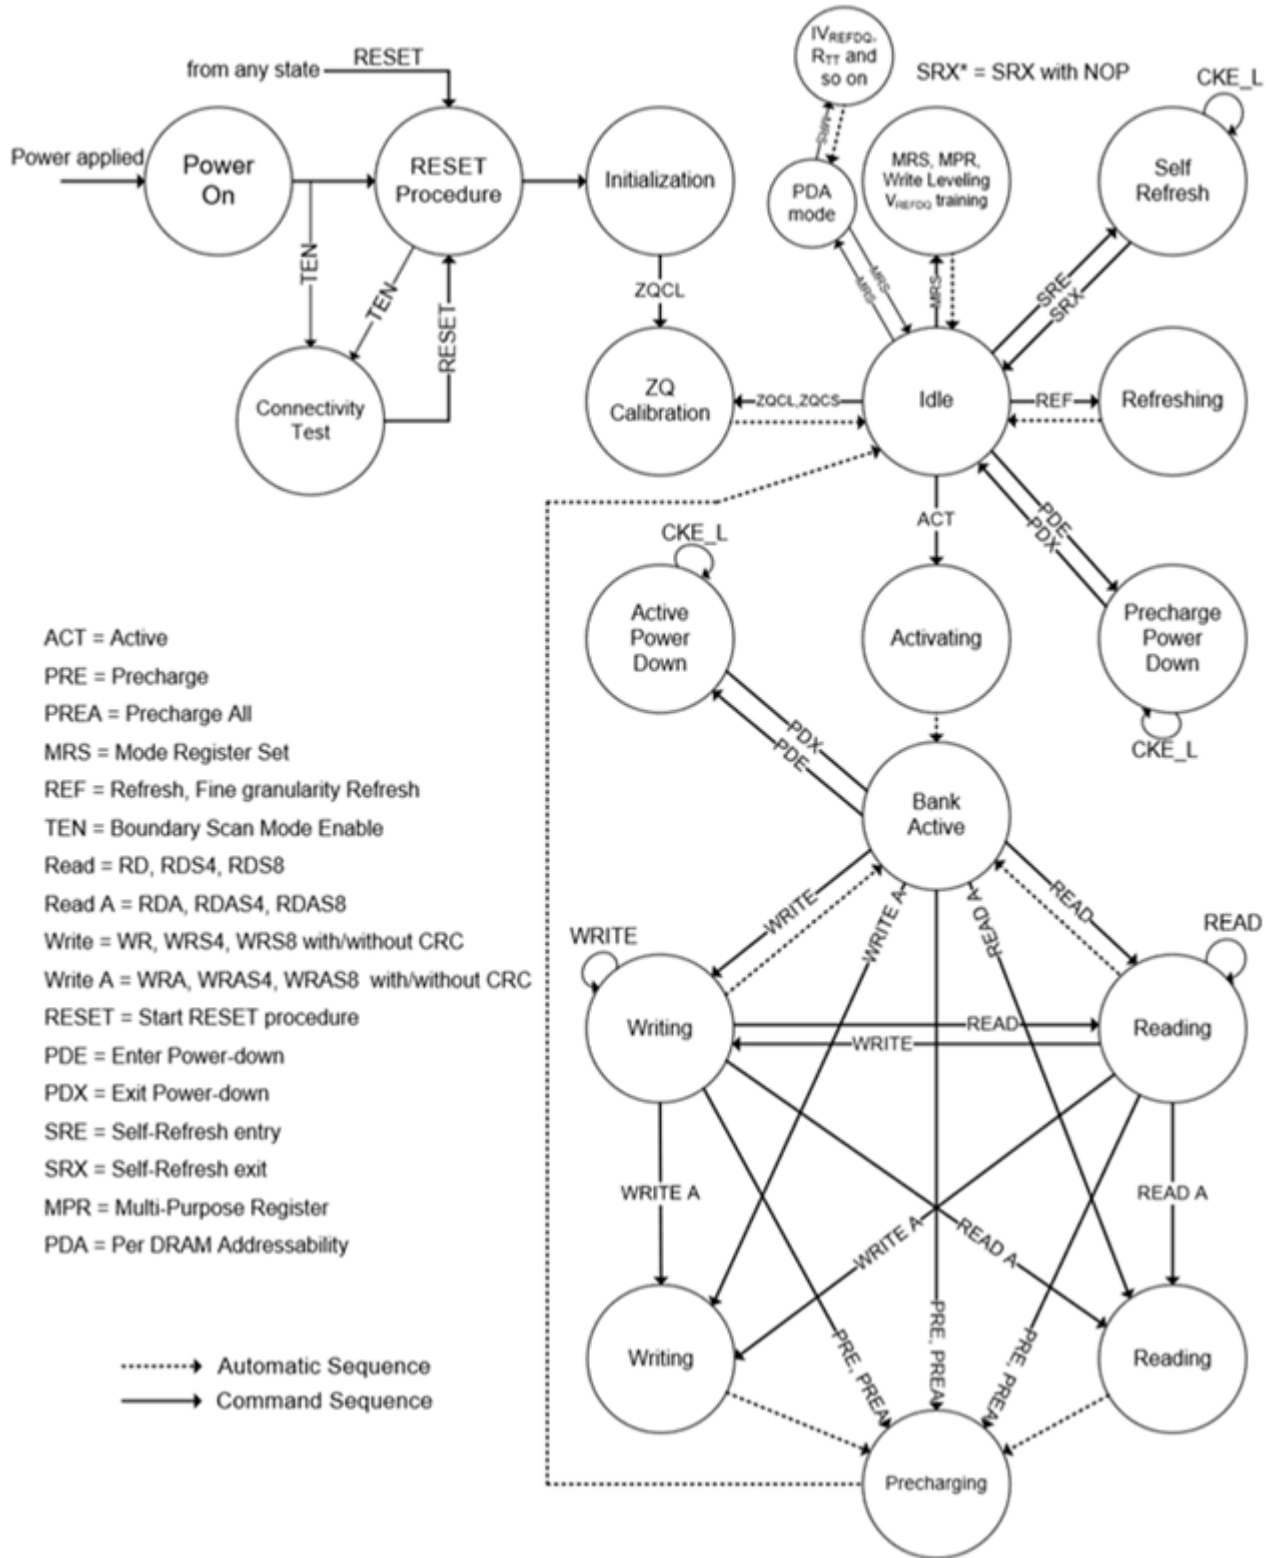 from any state
RESET
Power applied
Power
On
RESET
Procedure
Initialization
TEN
TEN
RESET
Connectivity
Test
ZQCL
ZQ
Calibration
IVREFDQ,
RTT and
so on
SRX* = SRX with NOP
MRS
PDA
mode
MRS
MRS
MRS, MPR,
Write Leveling
VREFDQ training
MRS
CKE_L
Self
Refresh
SRE
SRX
ZQCL,ZQCS
Idle
REF
Refreshing
ACT
PDE
PDX
CKE_L
Active
Power
Down
Activating
Precharge
Power
Down
CKE_L
PDX
PDE
Bank
Active
WRITE
WRITE A
READ A
READ
WRITE
READ
Writing
READ
WRITE
Reading
WRITE A
WRITE A
READ A
READ A
Writing
PRE, PREA
PRE, PREA
PRE, PREA
Reading
Precharging
ACT = Active
PRE = Precharge
PREA = Precharge All
MRS = Mode Register Set
REF = Refresh, Fine granularity Refresh
TEN = Boundary Scan Mode Enable
Read = RD, RDS4, RDS8
Read A = RDA, RDAS4, RDAS8
Write = WR, WRS4, WRS8 with/without CRC
Write A = WRA, WRAS4, WRAS8 with/without CRC
RESET = Start RESET procedure
PDE = Enter Power-down
PDX = Exit Power-down
SRE = Self-Refresh entry
SRX = Self-Refresh exit
MPR = Multi-Purpose Register
PDA = Per DRAM Addressability
Automatic Sequence
Command Sequence